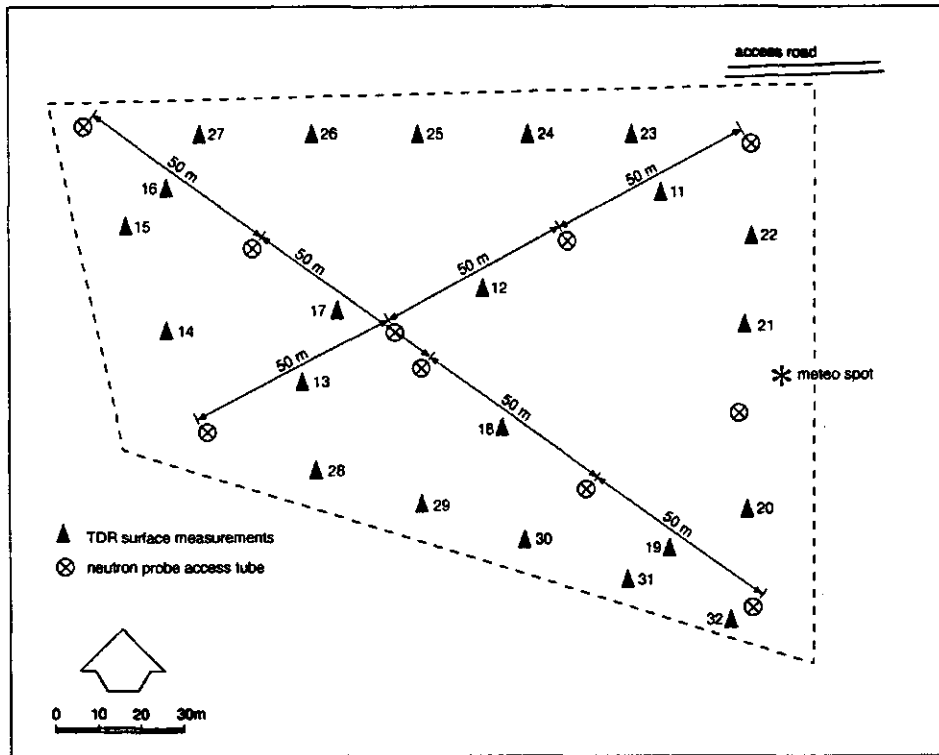 access road
27
26
25
24
23
50 m
16
50 m
11
15
22
50 m
50 m
12
17
14
21
50 m
13
meteo spot
50 m
18
28
29
20
50 m
30
19
TDR surface measurements
neutron probe access tube
31
32
0 10 20 30m